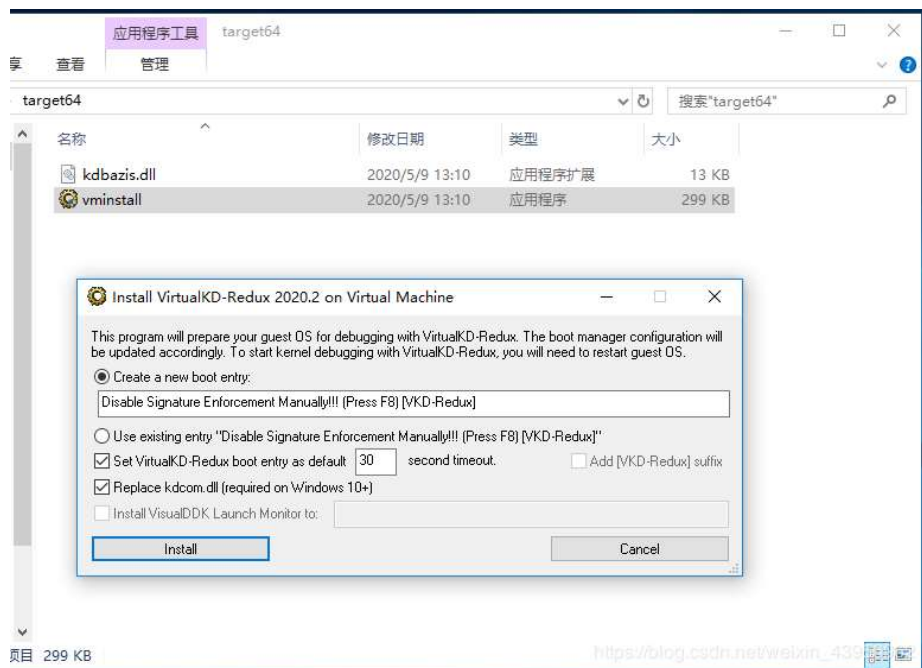 应用程序工具 target64
享 查看 管理
target64 搜索"target64"
名称 修改日期 类型 大小
kdbazis.dll 2020/5/9 13:10 应用程序扩展 13 KB
vminstall 2020/5/9 13:10 应用程序 299 KB
Install VirtualKD-Redux 2020.2 on Virtual Machine
This program will prepare your guest OS for debugging with VirtualKD-Redux. The boot manager configuration will
be updated accordingly. To start kernel debugging with VirtualKD-Redux, you will need to restart guest OS.
Create a new boot entry:
Disable Signature Enforcement Manually!!! (Press F8) [VKD-Redux]
Use existing entry "Disable Signature Enforcement Manually!!! (Press F8) [VKD-Redux]"
Set VirtualKD-Redux boot entry as default 30 second timeout. Add [VKD-Redux] suffix
Replace kdcom.dll (required on Windows 10+)
Install VisualDDK Launch Monitor to:
Install Cancel
项目 299 KB